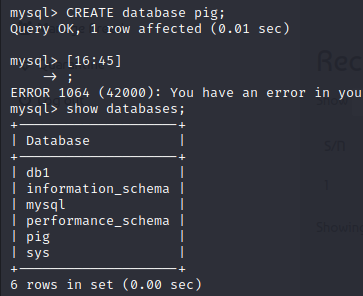 mysql> CREATE database pig;
Query OK, 1 row affected (0.01 sec)
mysql> [16:45]
    -> ;
ERROR 1064 (42000): You have an error in you
mysql> show databases;
+--------------------+
| Database           |
+--------------------+
| db1                |
| information_schema |
| mysql              |
| performance_schema |
| pig                |
| sys                |
+--------------------+
6 rows in set (0.00 sec)
Rec
Showin